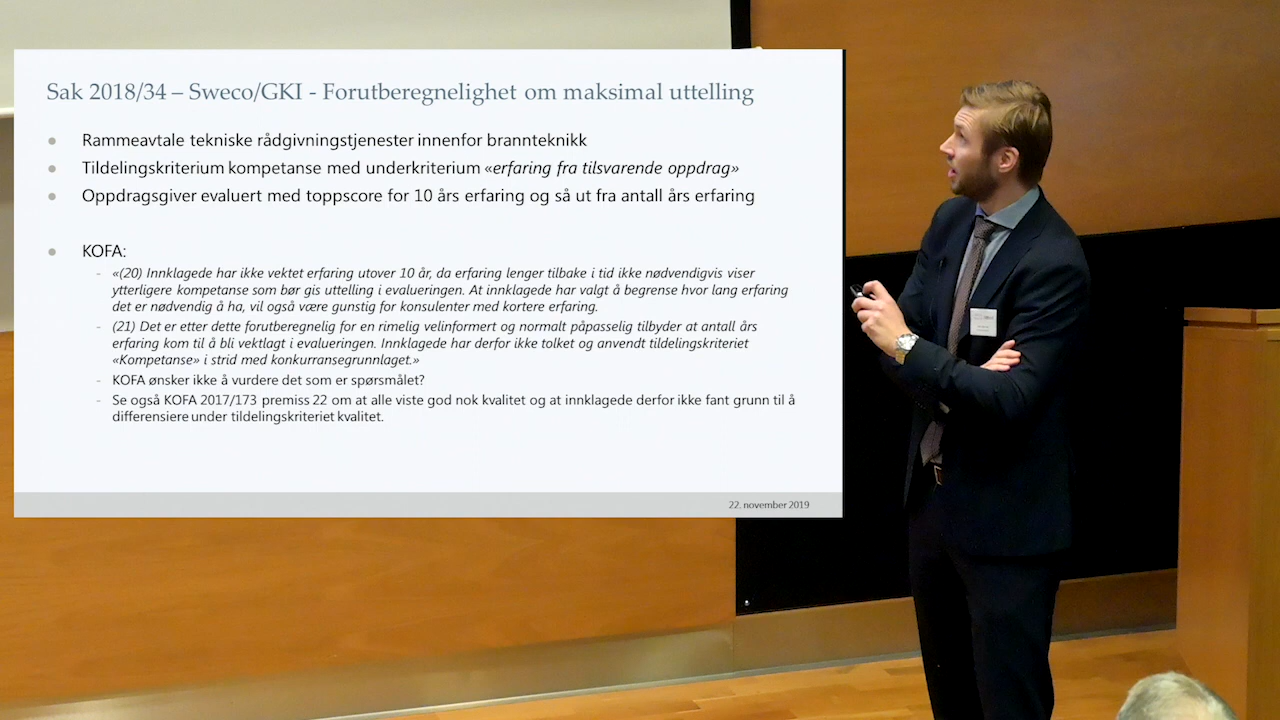 Sak 2018/34 – Sweco/GKI - Forutberegnelighet om maksimal uttelling
● Rammeavtale tekniske rådgivningstjenester innenfor brannteknikk
● Tildelingskriterium kompetanse med underkriterium «erfaring fra tilsvarende oppdrag»
● Oppdragsgiver evaluert med toppscore for 10 års erfaring og så ut fra antall års erfaring
● KOFA:
- «(20) Innklagede har ikke vektet erfaring utover 10 år, da erfaring lenger tilbake i tid ikke nødvendigvis viser
ytterligere kompetanse som bør gis uttelling i evalueringen. At innklagede har valgt å begrense hvor lang erfaring
det er nødvendig å ha, vil også være gunstig for konsulenter med kortere erfaring.
- (21) Det er etter dette forutberegnelig for en rimelig velinformert og normalt påpasselig tilbyder at antall års
erfaring kom til å bli vektlagt i evalueringen. Innklagede har derfor ikke tolket og anvendt tildelingskriteriet
«Kompetanse» i strid med konkurransegrunnlaget.»
- KOFA ønsker ikke å vurdere det som er spørsmålet?
- Se også KOFA 2017/173 premiss 22 om at alle viste god nok kvalitet og at innklagede derfor ikke fant grunn til å
differensiere under tildelingskriteriet kvalitet.
22. november 2019